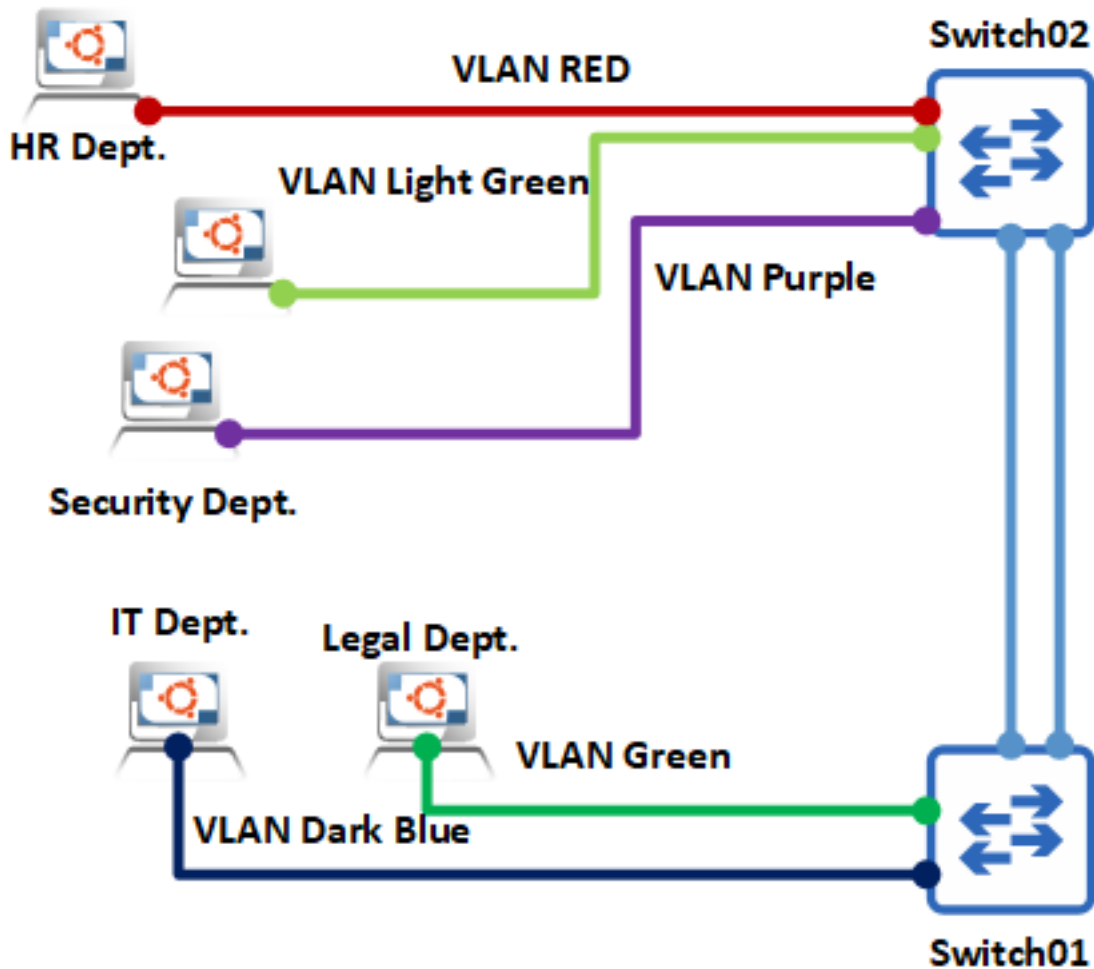 Switch02
VLAN RED
HR Dept.
VLAN Light Green
VLAN Purple
Security Dept.
IT Dept.
Legal Dept.
VLAN Green
VLAN Dark Blue
Switch01